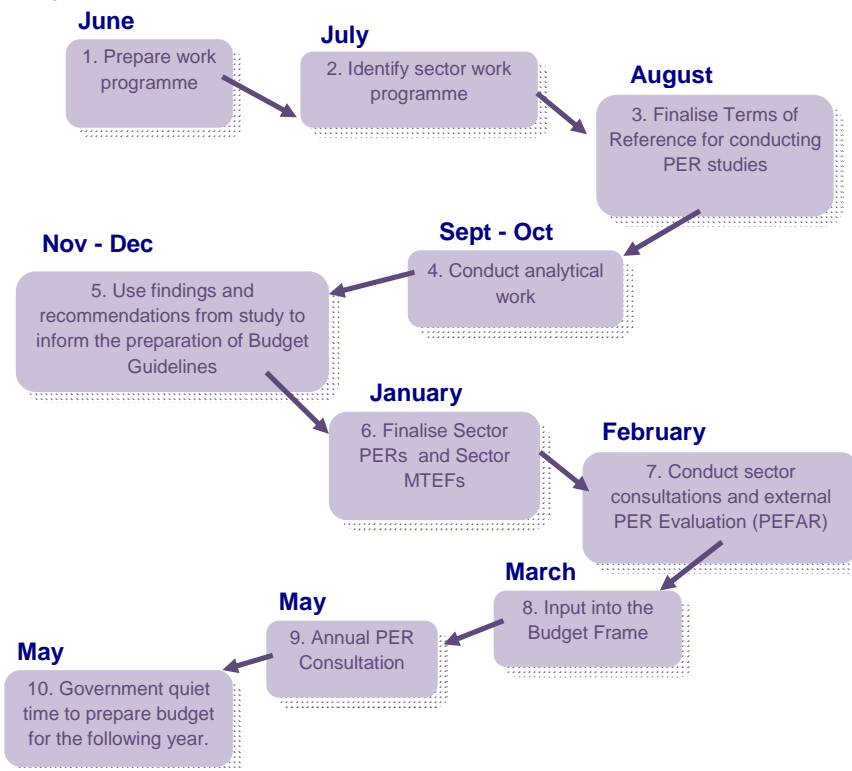 June
1. Prepare work
programme
July
2. Identify sector work
programme
August
3. Finalise Terms of
Reference for conducting
PER studies
Sept - Oct
4. Conduct analytical
work
Nov - Dec
5. Use findings and
recommendations from study to
inform the preparation of Budget
Guidelines
January
6. Finalise Sector
PERs and Sector
MTEFs
February
7. Conduct sector
consultations and external
PER Evaluation (PEFAR)
March
8. Input into the
Budget Frame
May
9. Annual PER
Consultation
May
10. Government quiet
time to prepare budget
for the following year.